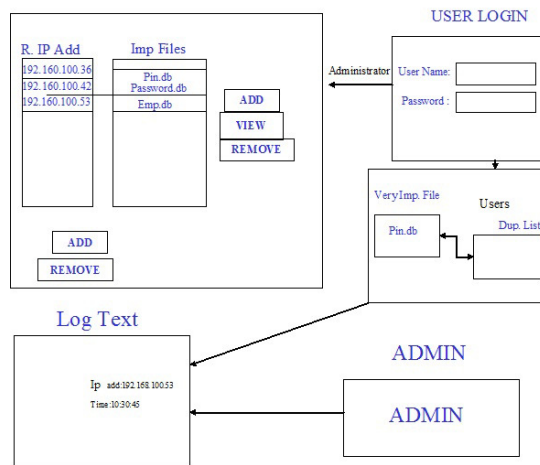 USER LOGIN
R. IP Add
Imp Files
192.160.100.36
192.160.100.42
192.160.100.53
Pin.db
Password.db
Emp.db
ADD
VIEW
REMOVE
ADD
REMOVE
Administrator
User Name:
Password :
Very Imp. File
Users
Dup. List
Pin.db
Log Text
Ip add:192.168.100.53
Time:10:30:45
ADMIN
ADMIN